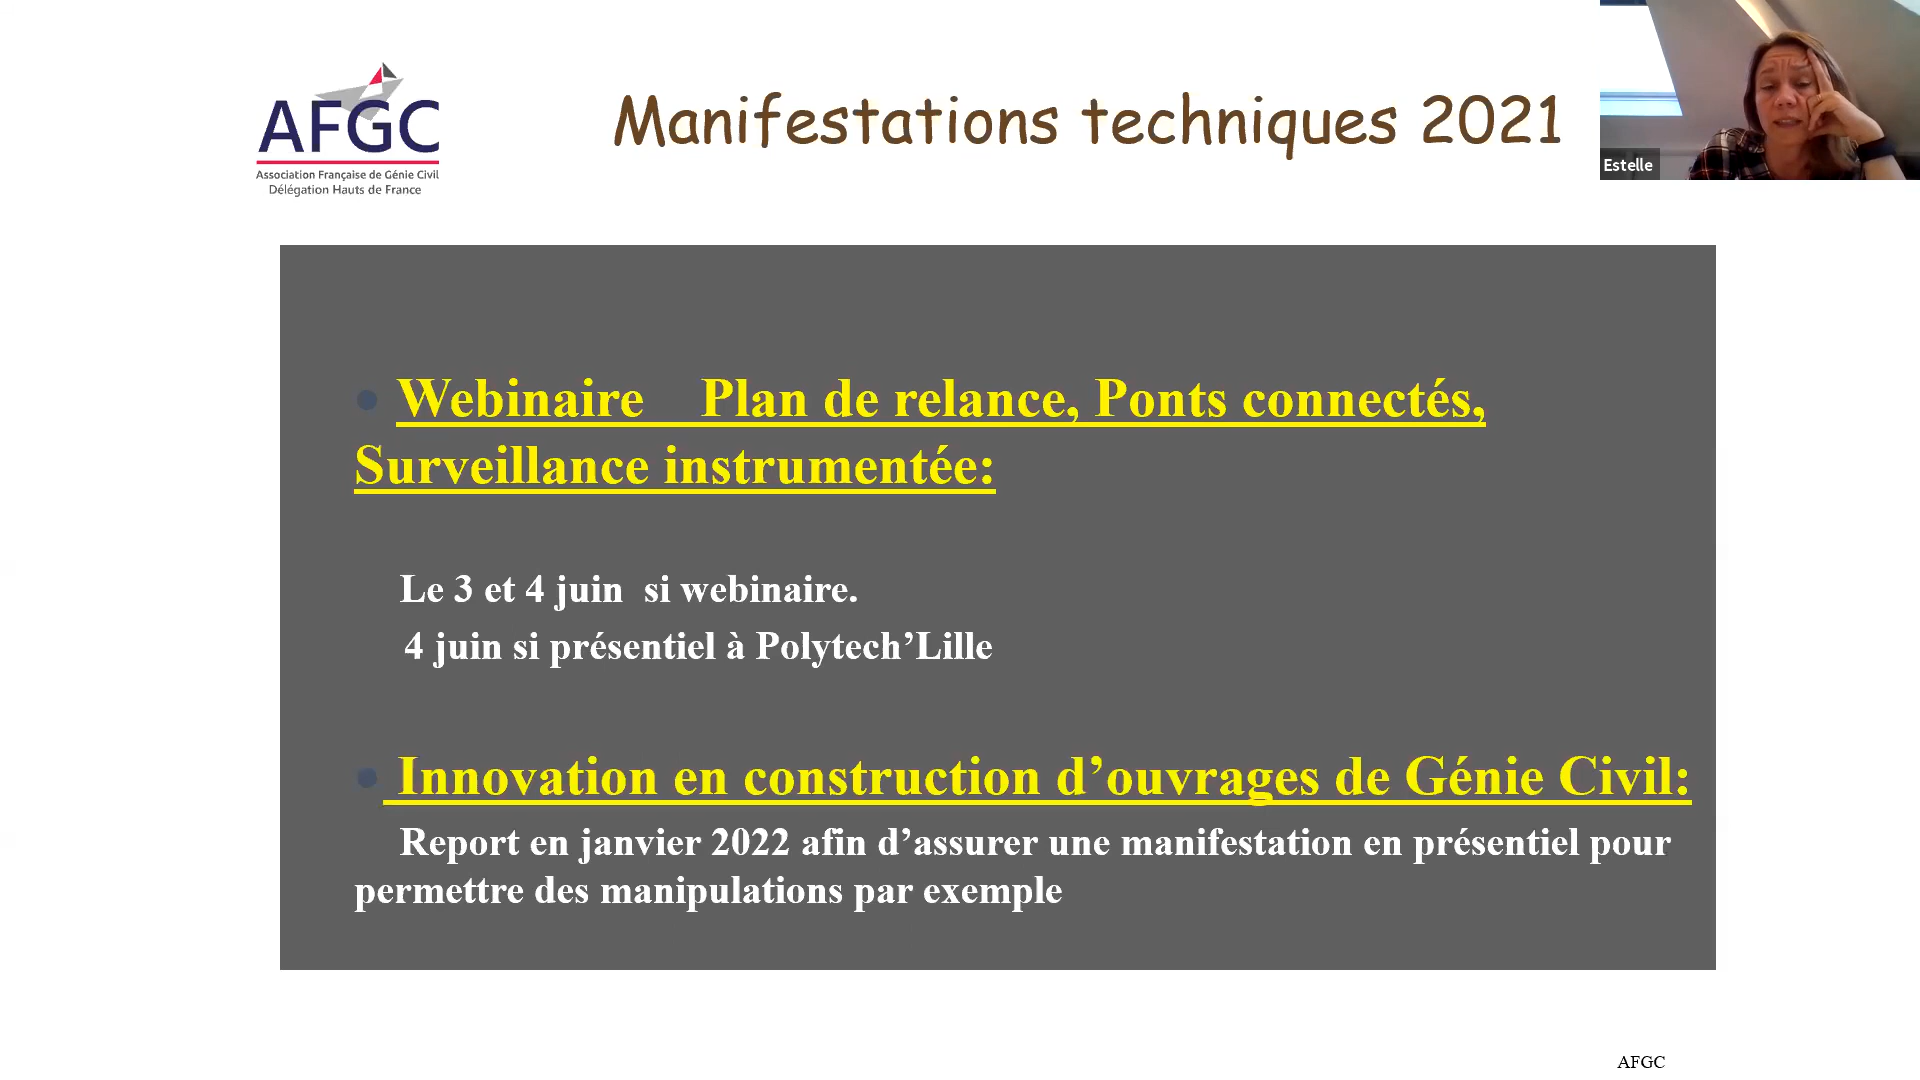 AFGC
Association Française de Génie Civil
Délégation Hauts de France
Manifestations techniques 2021
Estelle
• Webinaire Plan de relance, Ponts connectés,
Surveillance instrumentée:
Le 3 et 4 juin si webinaire.
4 juin si présentiel à Polytech’Lille
• Innovation en construction d’ouvrages de Génie Civil:
Report en janvier 2022 afin d’assurer une manifestation en présentiel pour
permettre des manipulations par exemple
AFGC